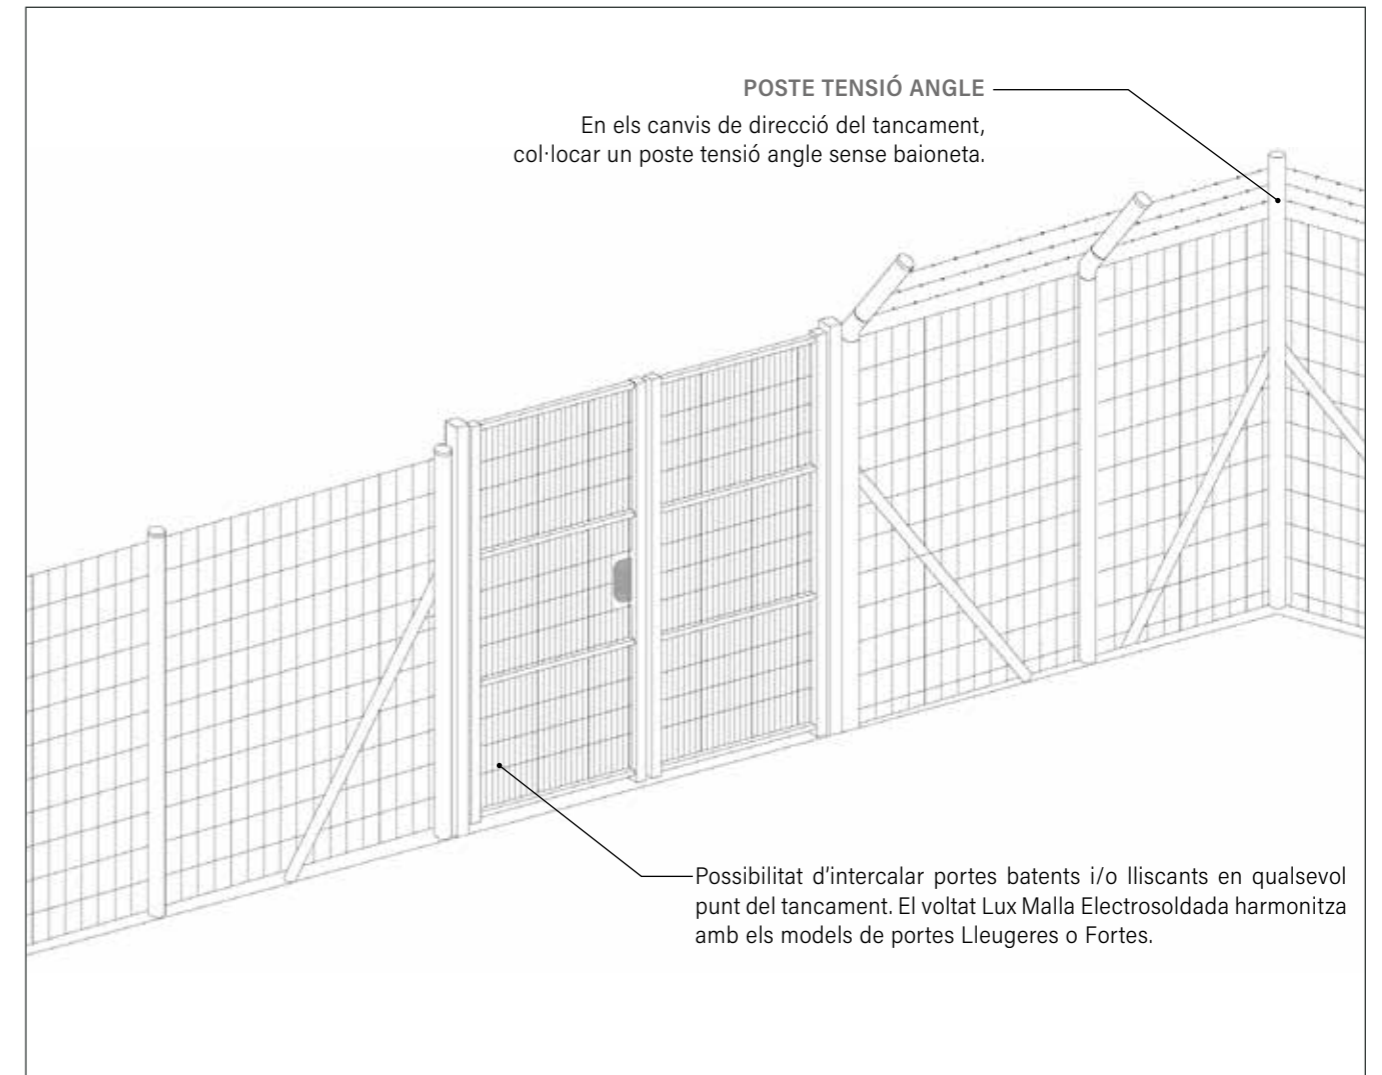 POSTE TENSIÓ ANGLE
En els canvis de direcció del tancament,
col·locar un poste tensió angle sense baioneta.
Possibilitat d'intercalar portes batents i/o lliscants en qualsevol
punt del tancament. El voltat Lux Malla Electrosoldada harmonitza
amb els models de portes Lleugeres o Fortes.